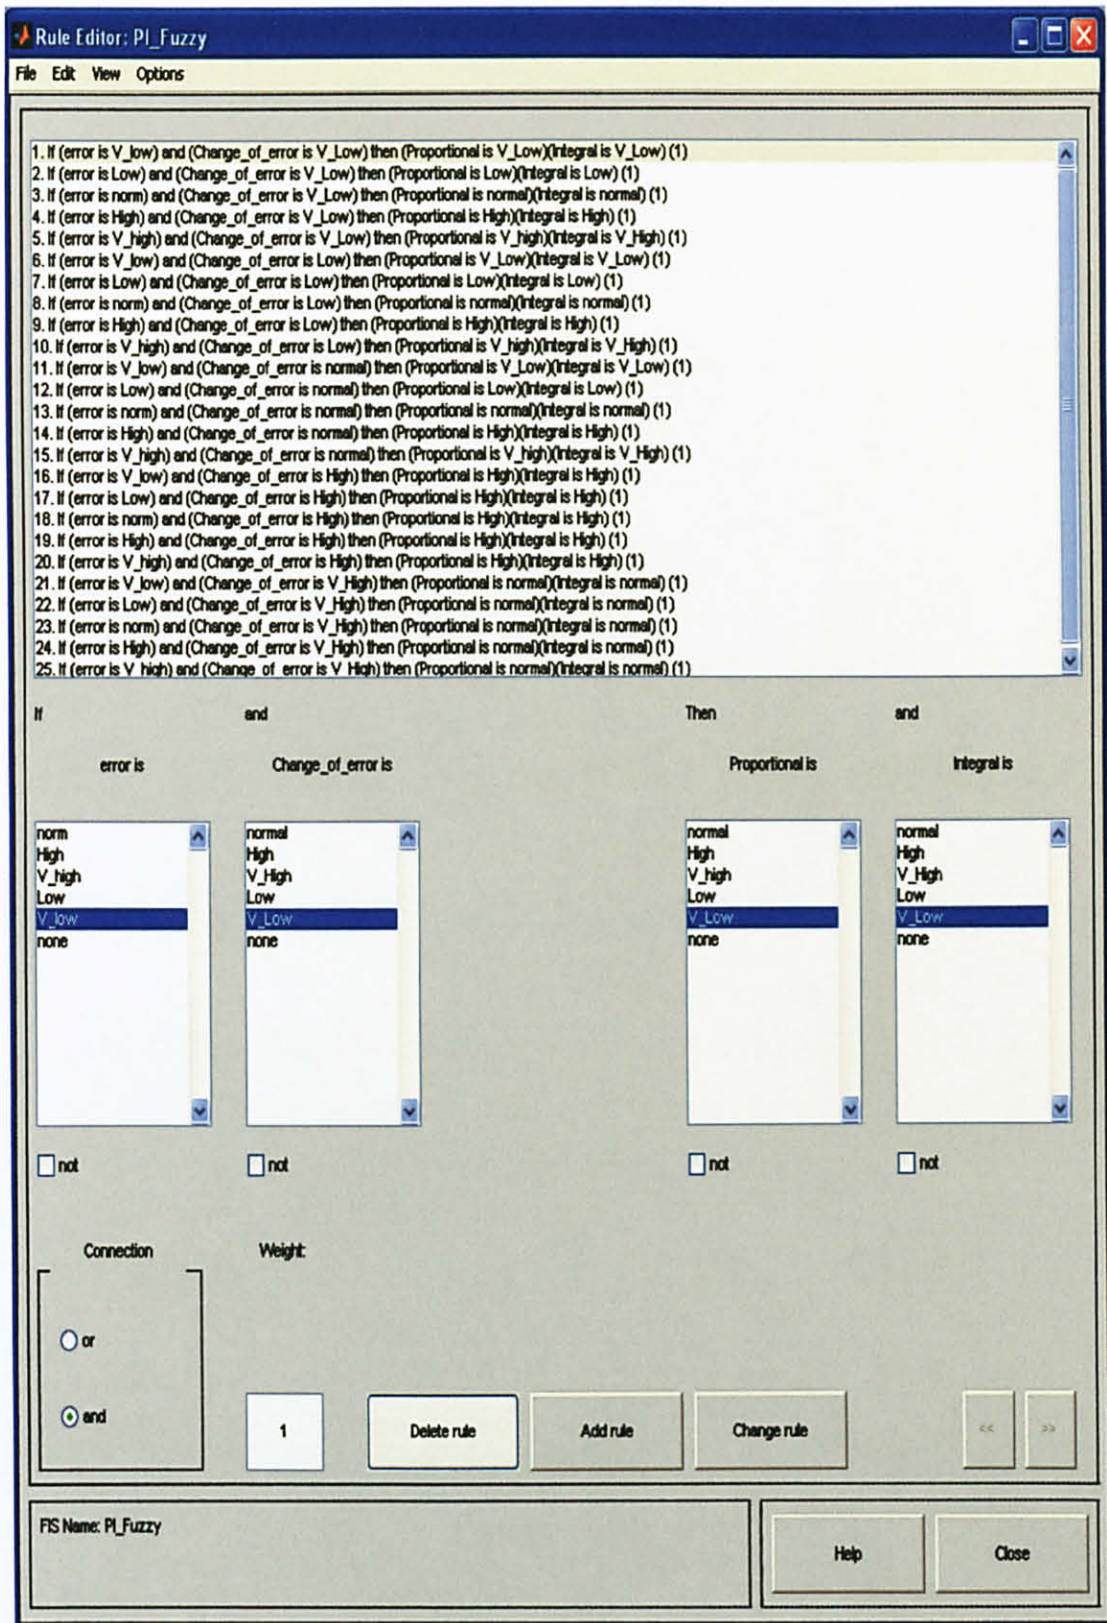 Rule Editor: PI_Fuzzy
File Edit View Options
1. If (error is V_low) and (Change_of_error is V_Low) then (Proportional is V_Low)(Integral is V_Low) (1)
2. If (error is Low) and (Change_of_error is V_Low) then (Proportional is Low)(Integral is Low) (1)
3. If (error is norm) and (Change_of_error is V_Low) then (Proportional is normal)(Integral is normal) (1)
4. If (error is High) and (Change_of_error is V_Low) then (Proportional is High)(Integral is High) (1)
5. If (error is V_high) and (Change_of_error is V_Low) then (Proportional is V_high)(Integral is V_High) (1)
6. If (error is V_low) and (Change_of_error is Low) then (Proportional is V_Low)(Integral is V_Low) (1)
7. If (error is Low) and (Change_of_error is Low) then (Proportional is Low)(Integral is Low) (1)
8. If (error is norm) and (Change_of_error is Low) then (Proportional is normal)(Integral is normal) (1)
9. If (error is High) and (Change_of_error is Low) then (Proportional is High)(Integral is High) (1)
10. If (error is V_high) and (Change_of_error is Low) then (Proportional is V_high)(Integral is V_High) (1)
11. If (error is V_low) and (Change_of_error is normal) then (Proportional is V_Low)(Integral is V_Low) (1)
12. If (error is Low) and (Change_of_error is normal) then (Proportional is Low)(Integral is Low) (1)
13. If (error is norm) and (Change_of_error is normal) then (Proportional is normal)(Integral is normal) (1)
14. If (error is High) and (Change_of_error is normal) then (Proportional is High)(Integral is High) (1)
15. If (error is V_high) and (Change_of_error is normal) then (Proportional is V_high)(Integral is V_High) (1)
16. If (error is V_low) and (Change_of_error is High) then (Proportional is High)(Integral is High) (1)
17. If (error is Low) and (Change_of_error is High) then (Proportional is High)(Integral is High) (1)
18. If (error is norm) and (Change_of_error is High) then (Proportional is High)(Integral is High) (1)
19. If (error is High) and (Change_of_error is High) then (Proportional is High)(Integral is High) (1)
20. If (error is V_high) and (Change_of_error is High) then (Proportional is High)(Integral is High) (1)
21. If (error is V_low) and (Change_of_error is V_High) then (Proportional is normal)(Integral is normal) (1)
22. If (error is Low) and (Change_of_error is V_High) then (Proportional is normal)(Integral is normal) (1)
23. If (error is norm) and (Change_of_error is V_High) then (Proportional is normal)(Integral is normal) (1)
24. If (error is High) and (Change_of_error is V_High) then (Proportional is normal)(Integral is normal) (1)
25. If (error is V_high) and (Change_of_error is V_High) then (Proportional is normal)(Integral is normal) (1)
If and Then and
error is Change_of_error is Proportional is Integral is
norm normal normal normal
High High High High
V_high V_High V_high V_High
Low Low Low Low
V_low V_Low V_Low V_Low
none none none none
not not not not
Connection Weight:
or
and 1 Delete rule Add rule Change rule << >>
FIS Name: PI_Fuzzy
Help Close